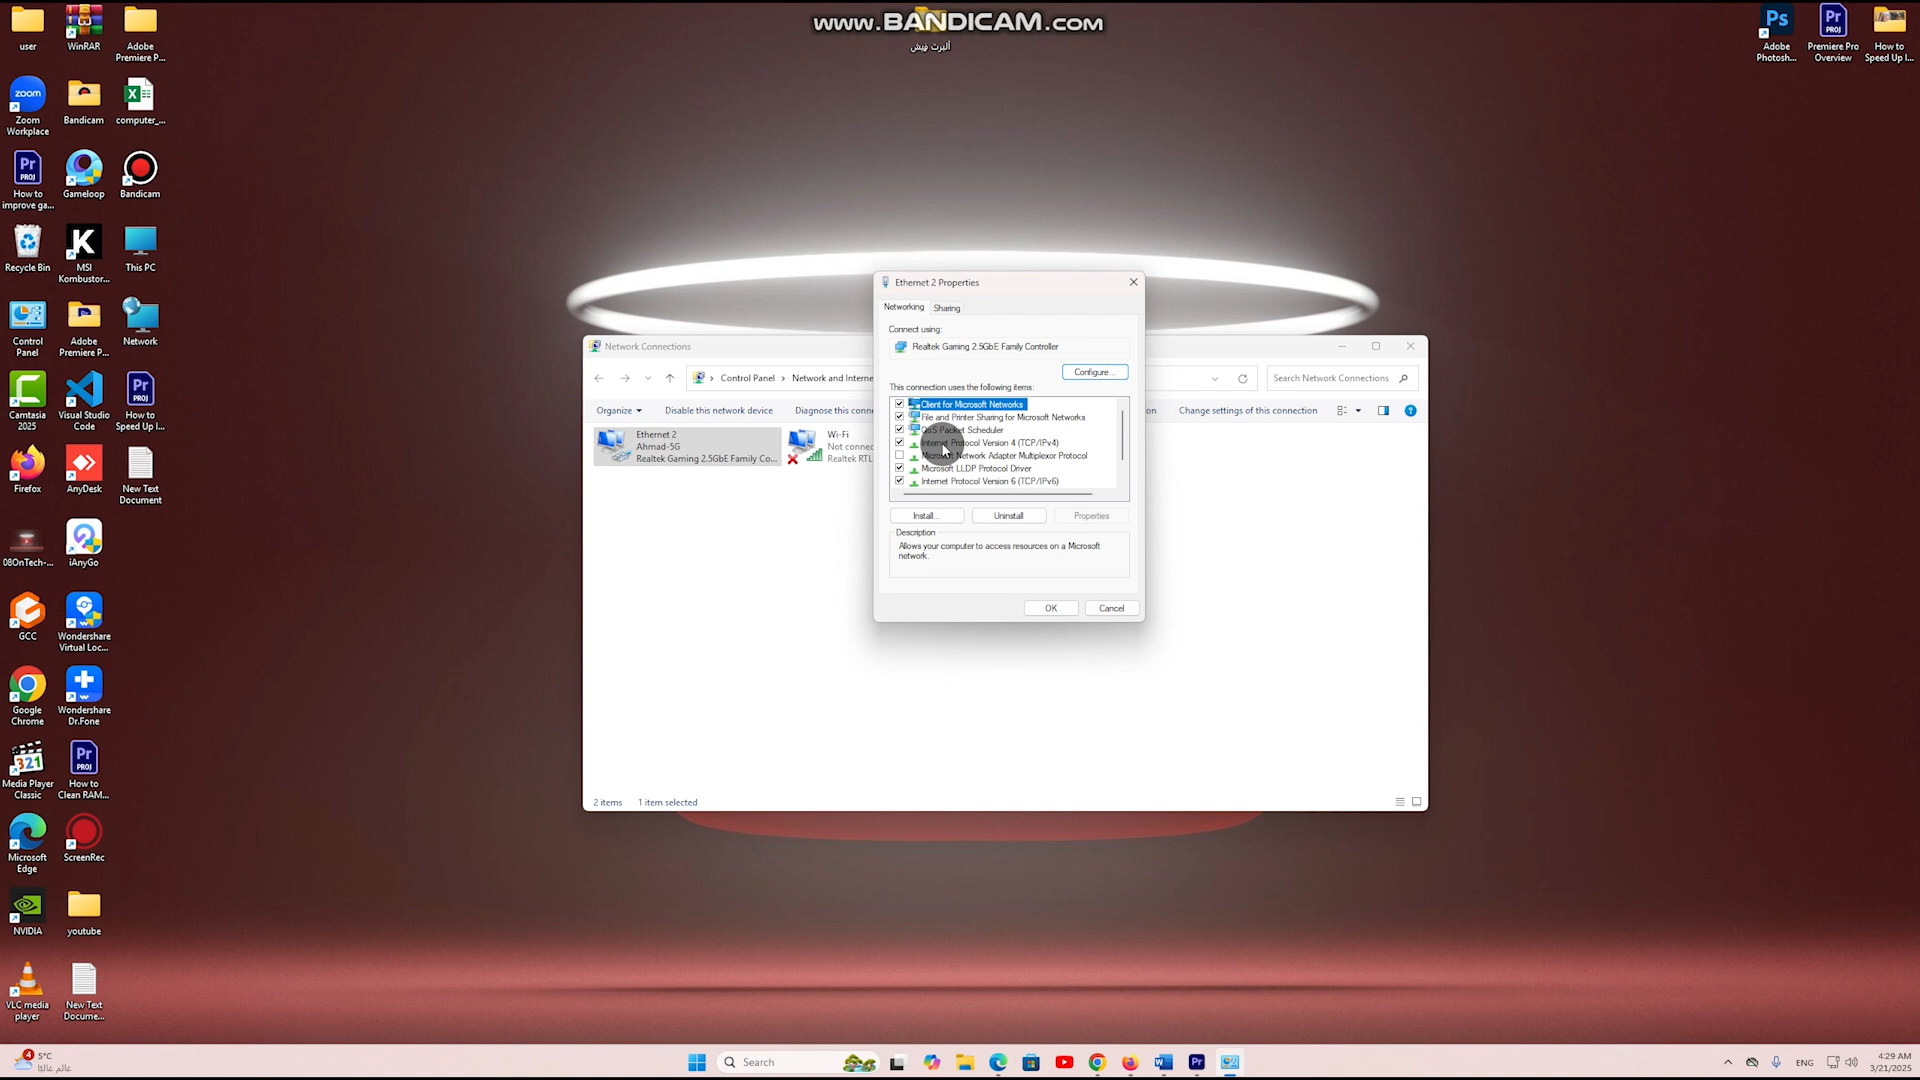 www.BANDICAM.com
ألبرت فيش
user
WinRAR
Adobe
Premiere P...
Zoom
Workplace
Bandicam
computer_...
How to
improve ga...
Gameloop
Bandicam
Recycle Bin
MSI
Kombustor...
This PC
Control
Panel
Adobe
Premiere P...
Network
Camtasia
2025
Visual Studio
Code
How to
Speed Up I...
Firefox
AnyDesk
New Text
Document
08OnTech-...
iAnyGo
GCC
Wondershare
Virtual Loc...
Google
Chrome
Wondershare
Dr.Fone
Media Player
Classic
How to
Clean RAM...
Microsoft
Edge
ScreenRec
NVIDIA
youtube
VLC media
player
New Text
Docume...
Adobe
Photosh...
Premiere Pro
Overview
How to
Speed Up I...
Network Connections
Control Panel
Network and Interne
Search Network Connections
Organize
Disable this network device
Diagnose this conne
on
Change settings of this connection
Ethernet 2
Ahmad-5G
Realtek Gaming 2.5GbE Family Co...
Wi-Fi
Not connec
Realtek RTL
2 items
1 item selected
Ethernet 2 Properties
Networking
Sharing
Connect using:
Realtek Gaming 2.5GbE Family Controller
Configure...
This connection uses the following items:
Client for Microsoft Networks
File and Printer Sharing for Microsoft Networks
QoS Packet Scheduler
Internet Protocol Version 4 (TCP/IPv4)
Microsoft Network Adapter Multiplexor Protocol
Microsoft LLDP Protocol Driver
Internet Protocol Version 6 (TCP/IPv6)
Install...
Uninstall
Properties
Description
Allows your computer to access resources on a Microsoft
network.
OK
Cancel
4
5°C
غائم غالبًا
Search
ENG
4:29 AM
3/21/2025